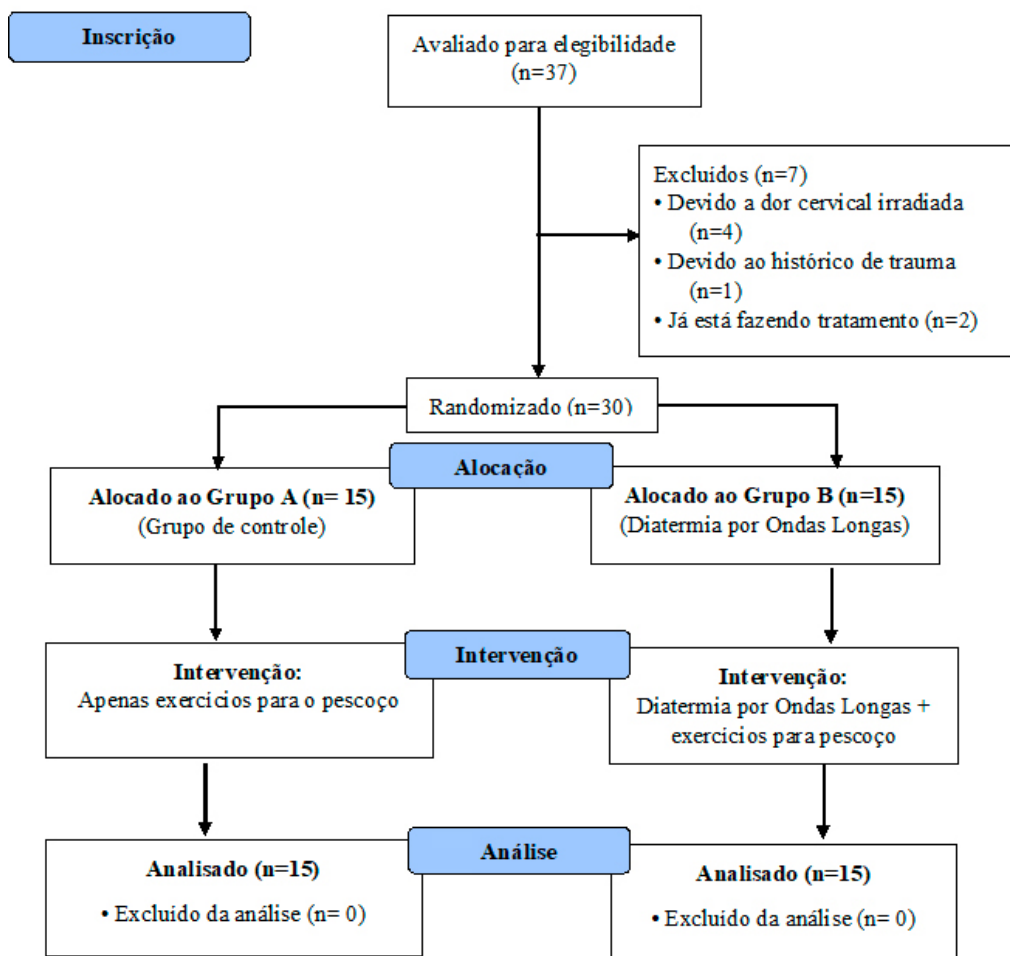 Inscrição
Avaliado para elegibilidade
(n=37)
Excluídos (n=7)
• Devido a dor cervical irradiada
(n=4)
• Devido ao histórico de trauma
(n=1)
• Já está fazendo tratamento (n=2)
Randomizado (n=30)
Alocação
Alocado ao Grupo A (n= 15)
(Grupo de controle)
Alocado ao Grupo B (n=15)
(Diatermia por Ondas Longas)
Intervenção
Intervenção:
Apenas exercícios para o pescoço
Intervenção:
Diatermia por Ondas Longas +
exercícios para pescoço
Análise
Analisado (n=15)
• Excluído da análise (n= 0)
Analisado (n=15)
• Excluído da análise (n= 0)